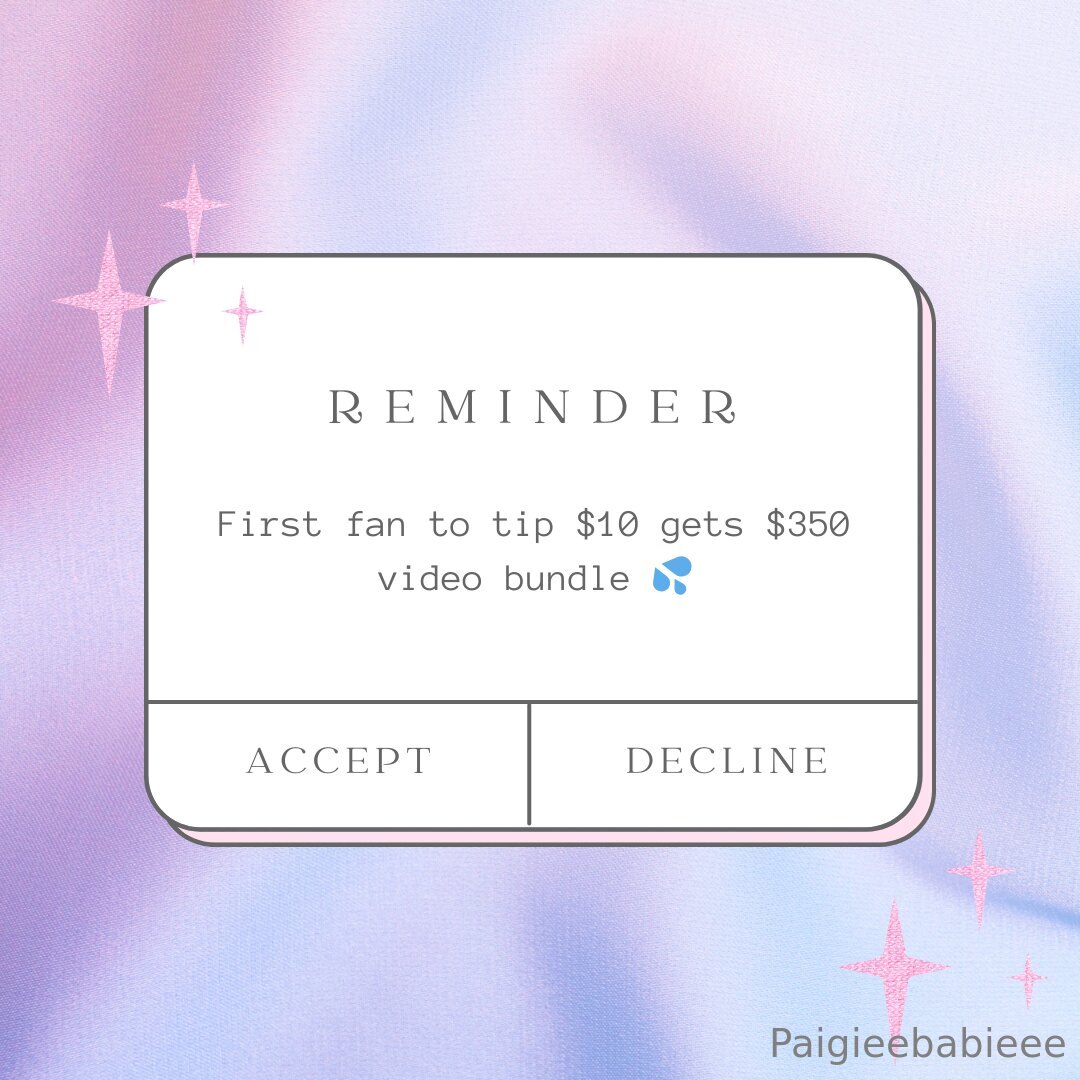 REMINDER
First fan to tip $10 gets $350
video bundle 💦
ACCEPT
DECLINE
Paigieebabieee